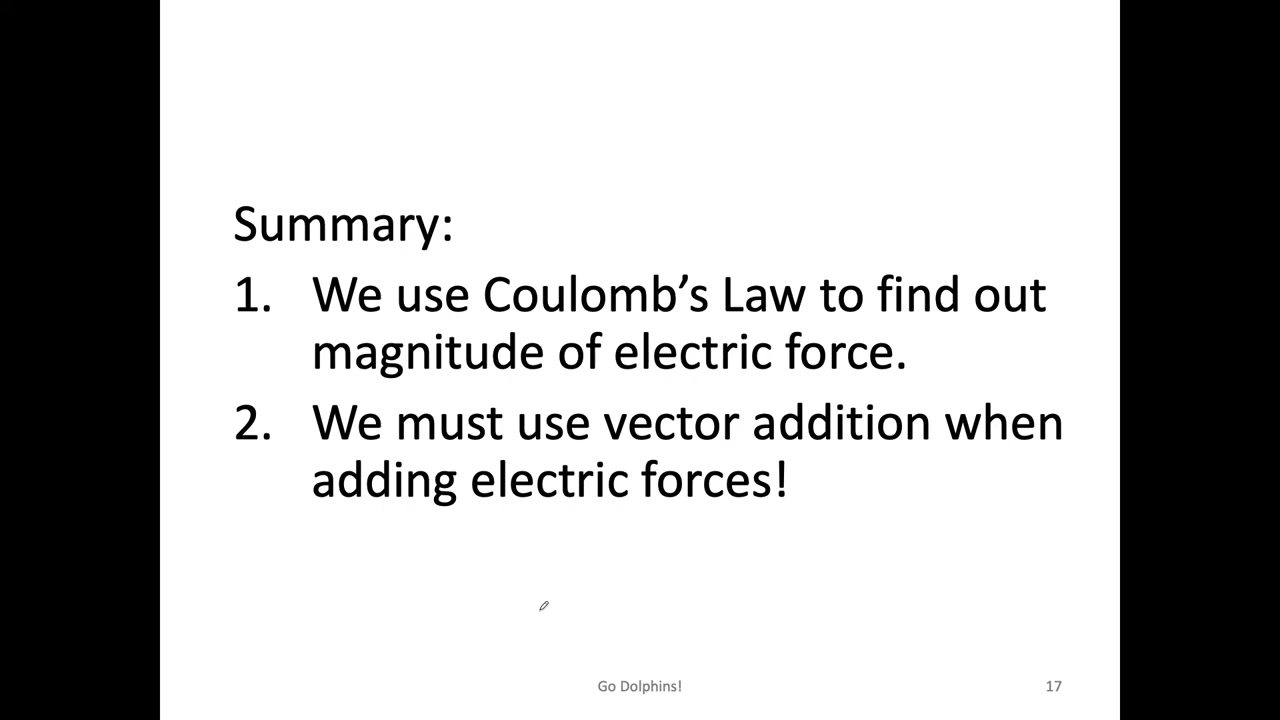 Summary:
1. We use Coulomb’s Law to find out
magnitude of electric force.
2. We must use vector addition when
adding electric forces!
Go Dolphins!
17